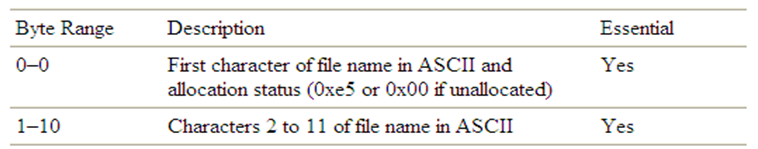 Byte Range Description Essential
0–0 First character of file name in ASCII and Yes
allocation status (0xe5 or 0x00 if unallocated)
1–10 Characters 2 to 11 of file name in ASCII Yes